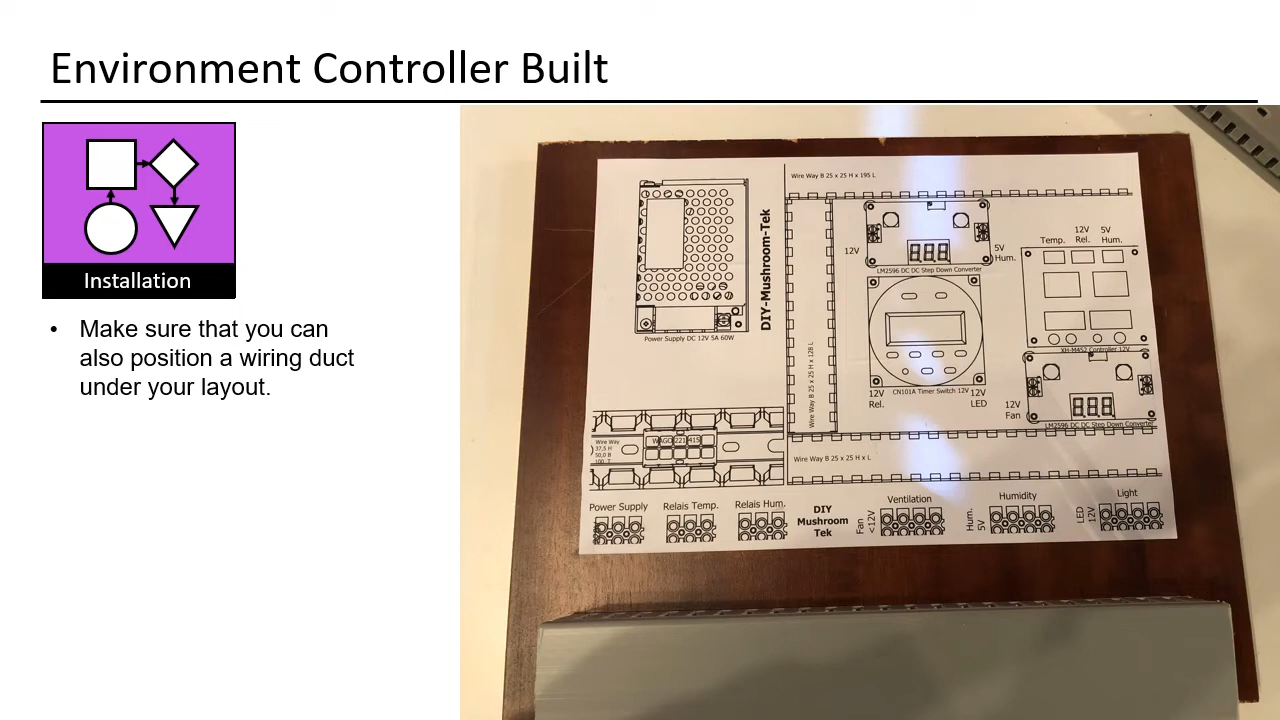 Environment Controller Built
Installation
• Make sure that you can
also position a wiring duct
under your layout.
Wire Way B 25 x 25 H x 195 L
DIY-Mushroom-Tek
Power Supply DC 12V 5A 60W
Wire Way B 25 x 25 H x 128 L
12V
5V
Hum.
LM2596 DC DC Step Down Converter
Temp.
12V
Rel.
5V
Hum.
XH-M452 Controller 12V
CN101A Timer Switch 12V
12V
Rel.
12V
LED
12V
Fan
LM2596 DC DC Step Down Converter
Wire Way
37,5 H
50,0 B
100
WAGO 221 415
Wire Way B 25 x 25 H x L
Power Supply
Relais Temp.
Relais Hum.
DIY
Mushroom
Tek
Fan
<12V
Ventilation
Hum.
5V
Humidity
LED
12V
Light